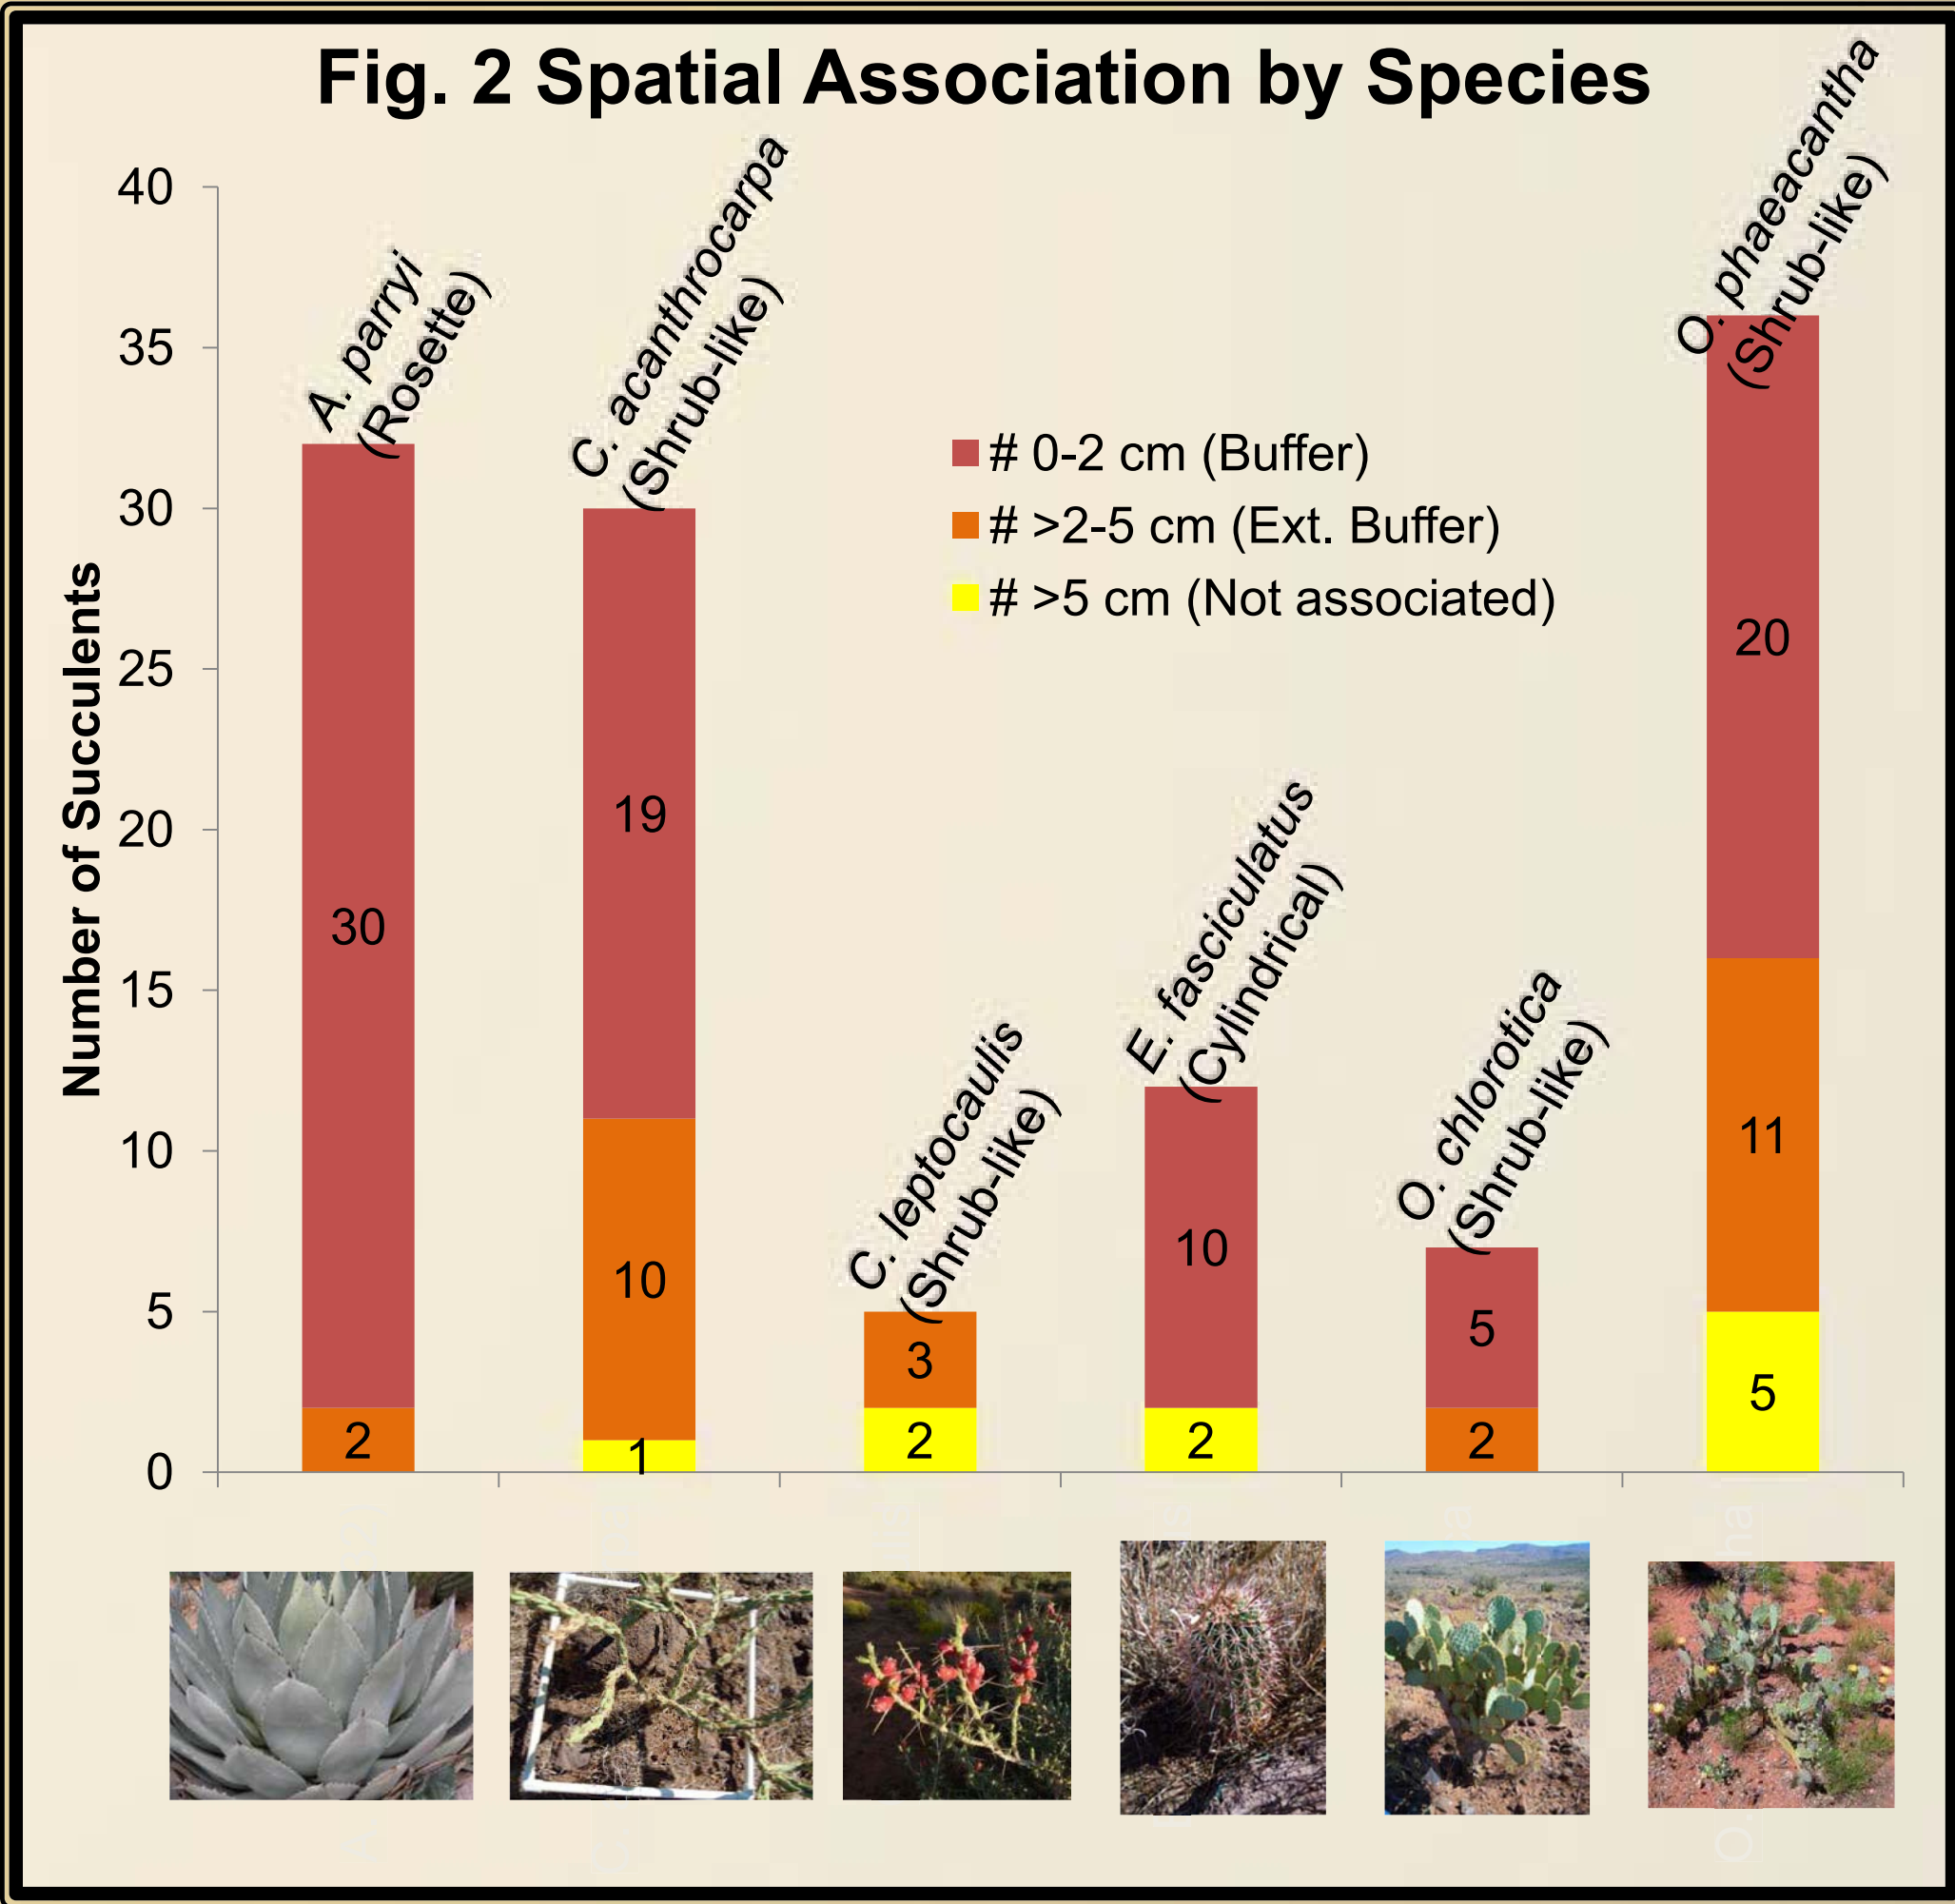 Fig. 2 Spatial Association by Species
Number of Succulents
40
35
30
25
20
15
10
5
0
A. parryi
(Rosette)
30
2
C. acanthrocarpa
(Shrub-like)
19
10
1
C. leptocaulis
(Shrub-like)
3
2
E. fasciculatus
(Cylindrical)
10
2
O. chlorotica
(Shrub-like)
5
2
O. phaeacantha
(Shrub-like)
20
11
5
# 0-2 cm (Buffer)
# >2-5 cm (Ext. Buffer)
# >5 cm (Not associated)